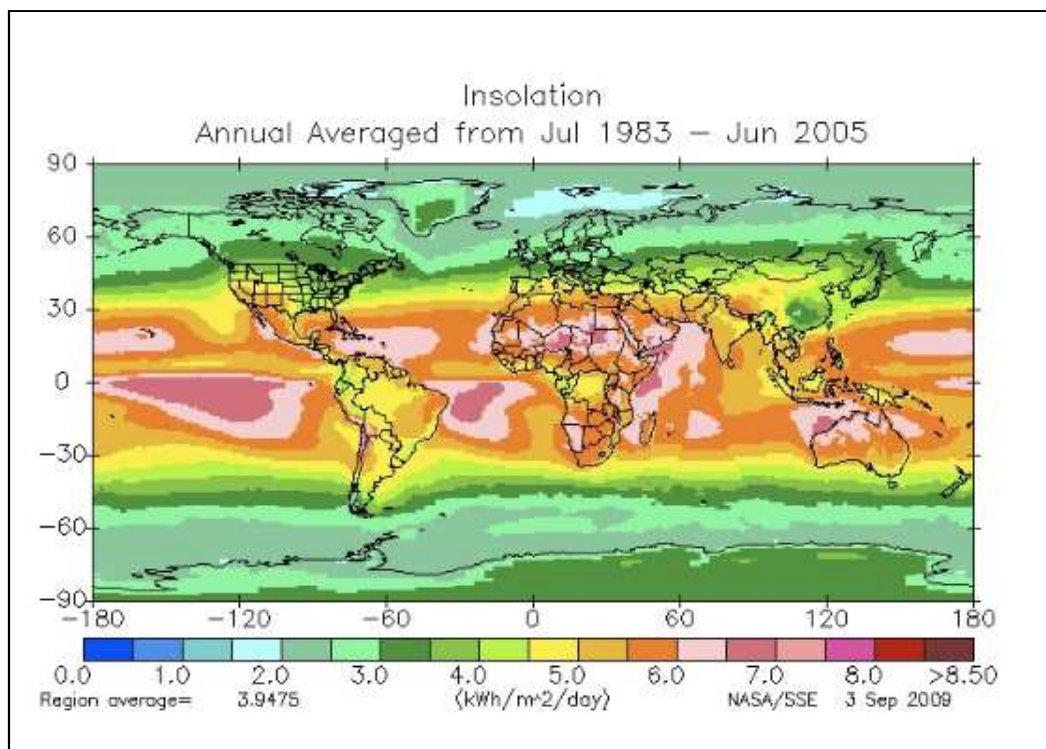 Insolation
Annual Averaged from Jul 1983 – Jun 2005
90
60
30
0
−30
−60
−90
−180 −120 −60 0 60 120 180
0.0 1.0 2.0 3.0 4.0 5.0 6.0 7.0 8.0 >8.50
Region average= 3.9475 (kWh/m^2/day) NASA/SSE 3 Sep 2009